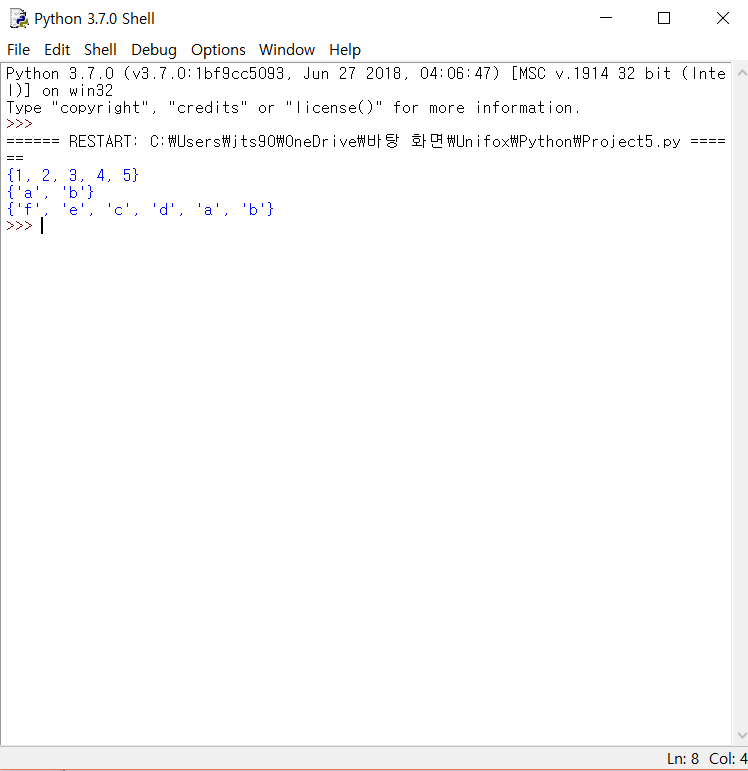 Python 3.7.0 Shell
File Edit Shell Debug Options Window Help
Python 3.7.0 (v3.7.0:1bf9cc5093, Jun 27 2018, 04:06:47) [MSC v.1914 32 bit (Inte
l)] on win32
Type "copyright", "credits" or "license()" for more information.
>>>
====== RESTART: C:₩Users₩jts90₩OneDrive₩바탕 화면₩Unifox₩Python₩Project5.py ====
==
{1, 2, 3, 4, 5}
{'a', 'b'}
{'f', 'e', 'c', 'd', 'a', 'b'}
>>>
Ln: 8 Col: 4